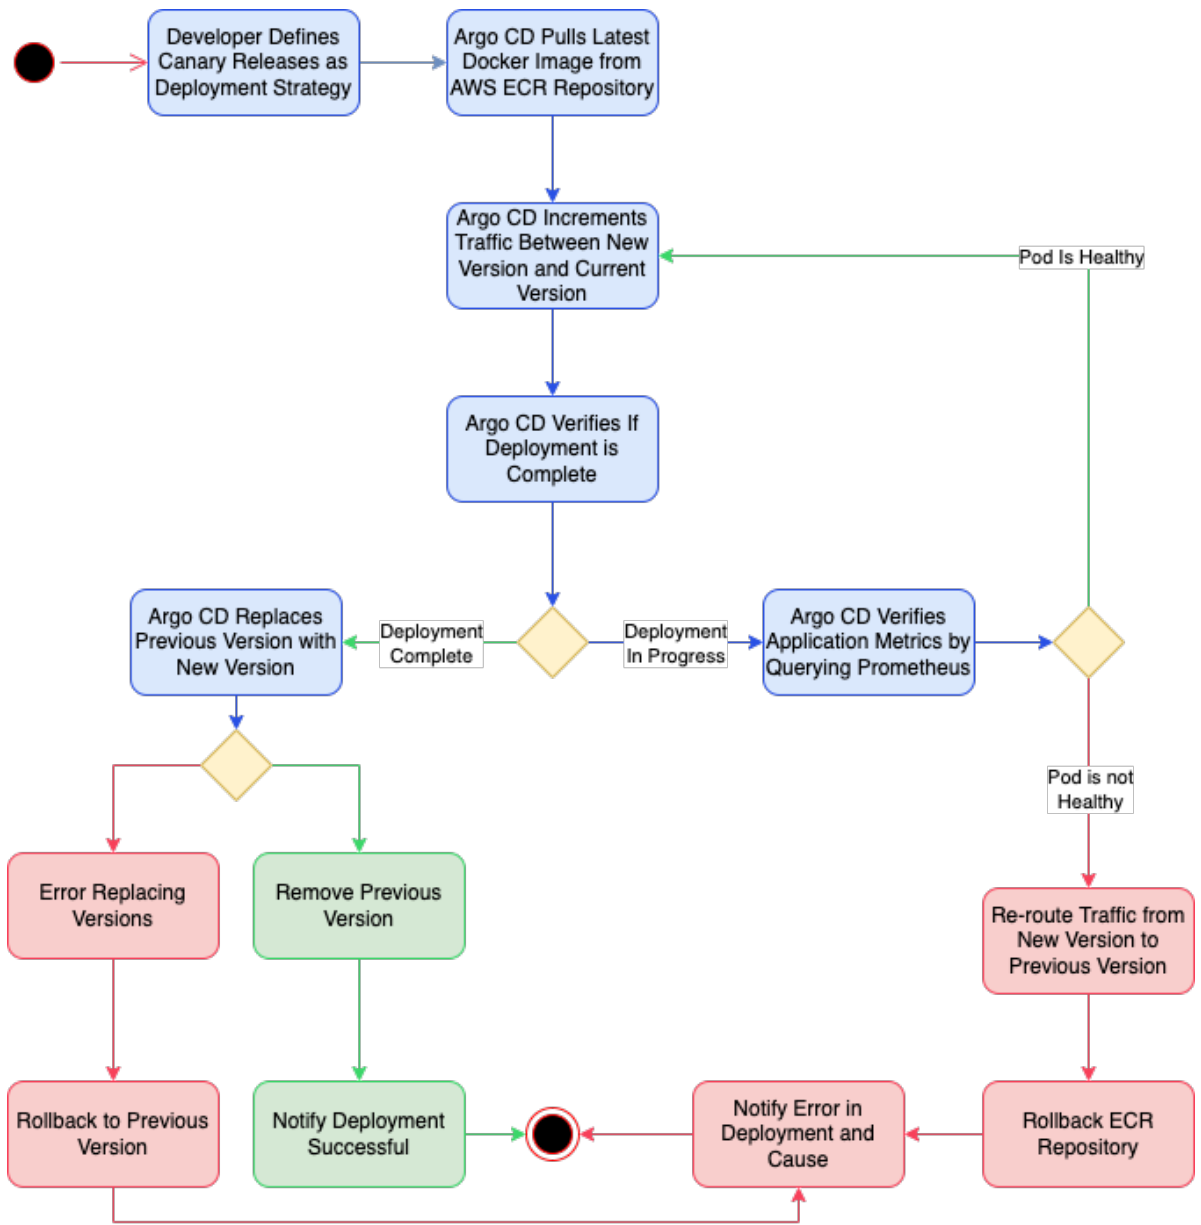 Developer Defines
Canary Releases as
Deployment Strategy
Argo CD Pulls Latest
Docker Image from
AWS ECR Repository
Argo CD Increments
Traffic Between New
Version and Current
Version
Pod Is Healthy
Argo CD Verifies If
Deployment is
Complete
Argo CD Replaces
Previous Version with
New Version
Deployment
Complete
Deployment
In Progress
Argo CD Verifies
Application Metrics by
Querying Prometheus
Pod is not
Healthy
Error Replacing
Versions
Remove Previous
Version
Re-route Traffic from
New Version to
Previous Version
Rollback to Previous
Version
Notify Deployment
Successful
Notify Error in
Deployment and
Cause
Rollback ECR
Repository